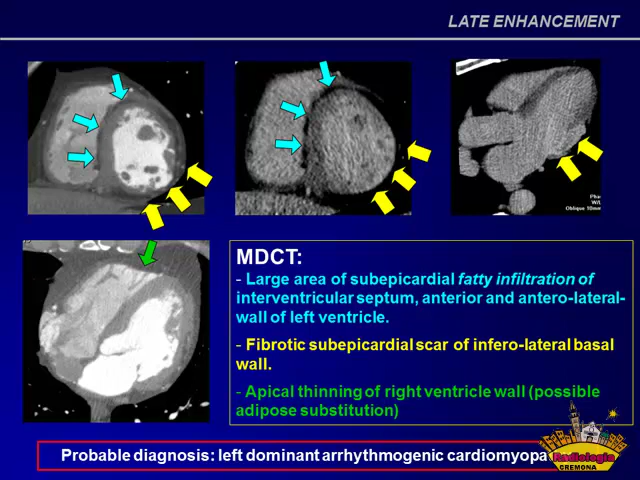 LATE ENHANCEMENT
Oblique 10mm
MDCT:
- Large area of subepicardial fatty infiltration of
interventricular septum, anterior and antero-lateral-
wall of left ventricle.
- Fibrotic subepicardial scar of infero-lateral basal
wall.
- Apical thinning of right ventricle wall (possible
adipose substitution)
Probable diagnosis: left dominant arrhythmogenic cardiomyopa
Radiologia
CREMONA